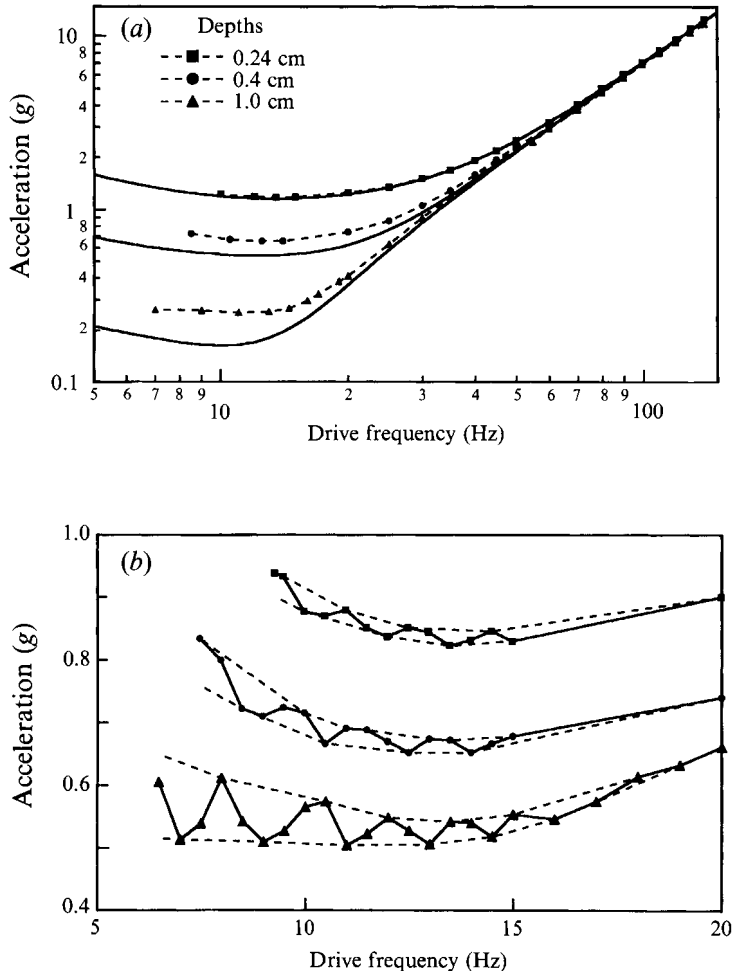 (a)
Depths
0.24 cm
0.4 cm
1.0 cm
10
8
6
4
2
1
8
6
4
2
0.1
Acceleration (g)
5 6 7 8 9 10 2 3 4 5 6 7 8 9 100
Drive frequency (Hz)
(b)
1.0
0.8
0.6
0.4
Acceleration (g)
5 10 15 20
Drive frequency (Hz)